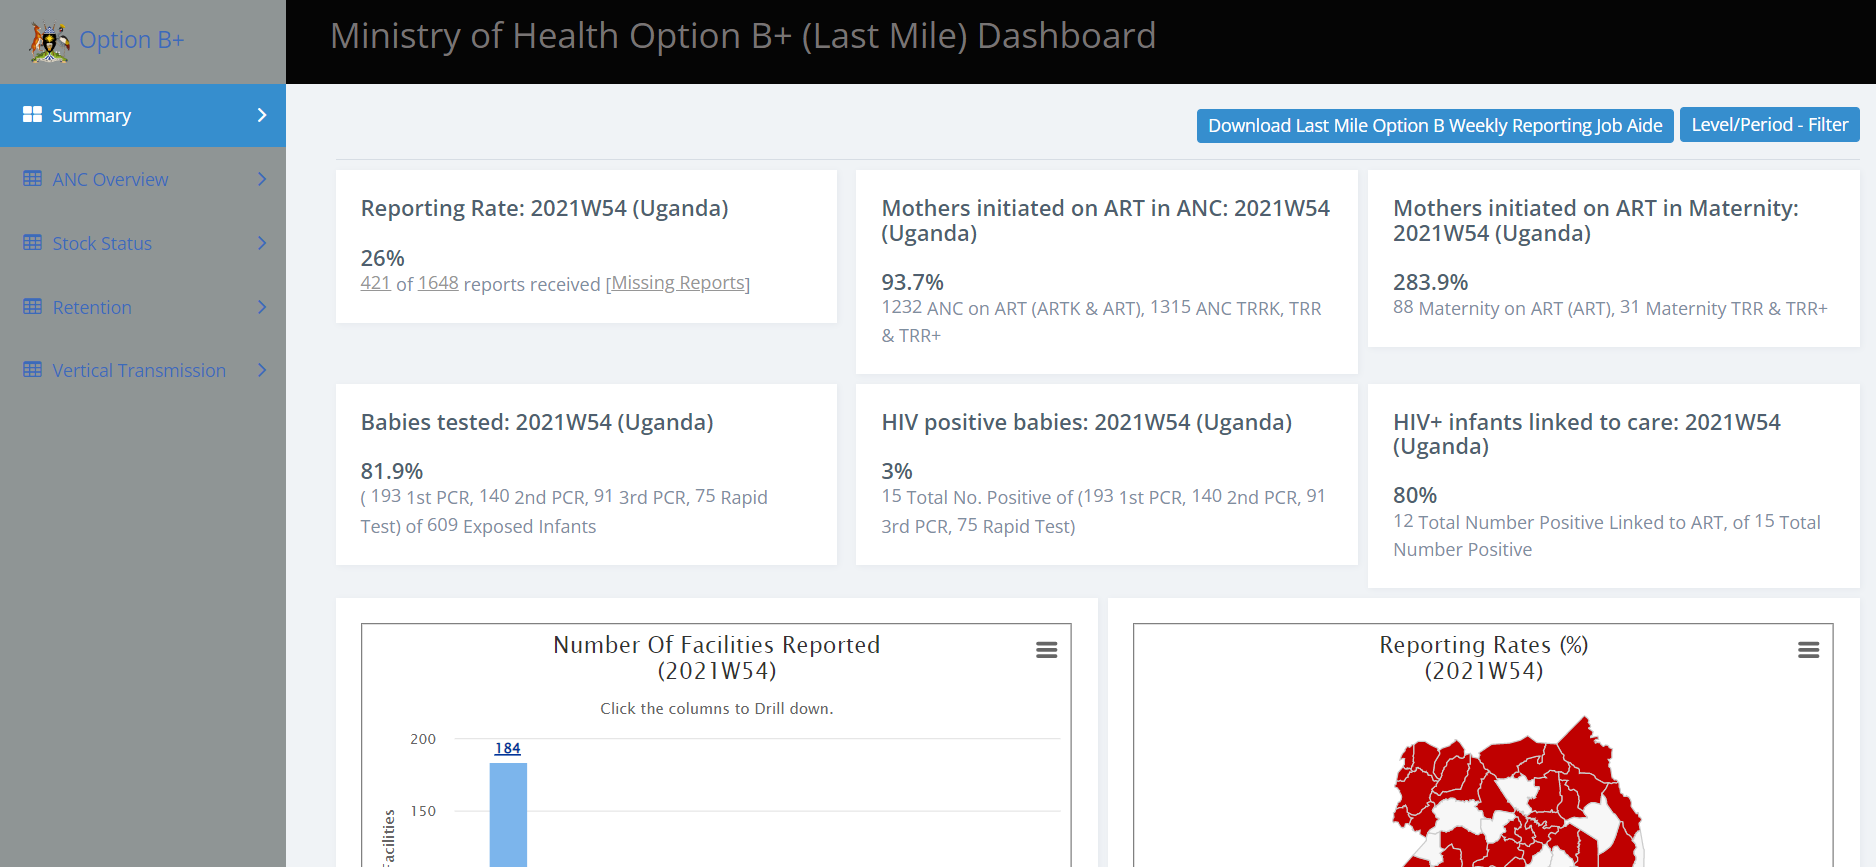 Option B+
Ministry of Health Option B+ (Last Mile) Dashboard
Summary
ANC Overview
Stock Status
Retention
Vertical Transmission
Download Last Mile Option B Weekly Reporting Job Aide
Level/Period - Filter
Reporting Rate: 2021W54 (Uganda)
26%
421 of 1648 reports received [Missing Reports]
Mothers initiated on ART in ANC: 2021W54
(Uganda)
93.7%
1232 ANC on ART (ARTK & ART), 1315 ANC TRRK, TRR
& TRR+
Mothers initiated on ART in Maternity:
2021W54 (Uganda)
283.9%
88 Maternity on ART (ART), 31 Maternity TRR & TRR+
Babies tested: 2021W54 (Uganda)
81.9%
( 193 1st PCR, 140 2nd PCR, 91 3rd PCR, 75 Rapid
Test) of 609 Exposed Infants
HIV positive babies: 2021W54 (Uganda)
3%
15 Total No. Positive of (193 1st PCR, 140 2nd PCR, 91
3rd PCR, 75 Rapid Test)
HIV+ infants linked to care: 2021W54
(Uganda)
80%
12 Total Number Positive Linked to ART, of 15 Total
Number Positive
Number Of Facilities Reported
(2021W54)
Click the columns to Drill down.
200
184
150
acilities
Reporting Rates (%)
(2021W54)